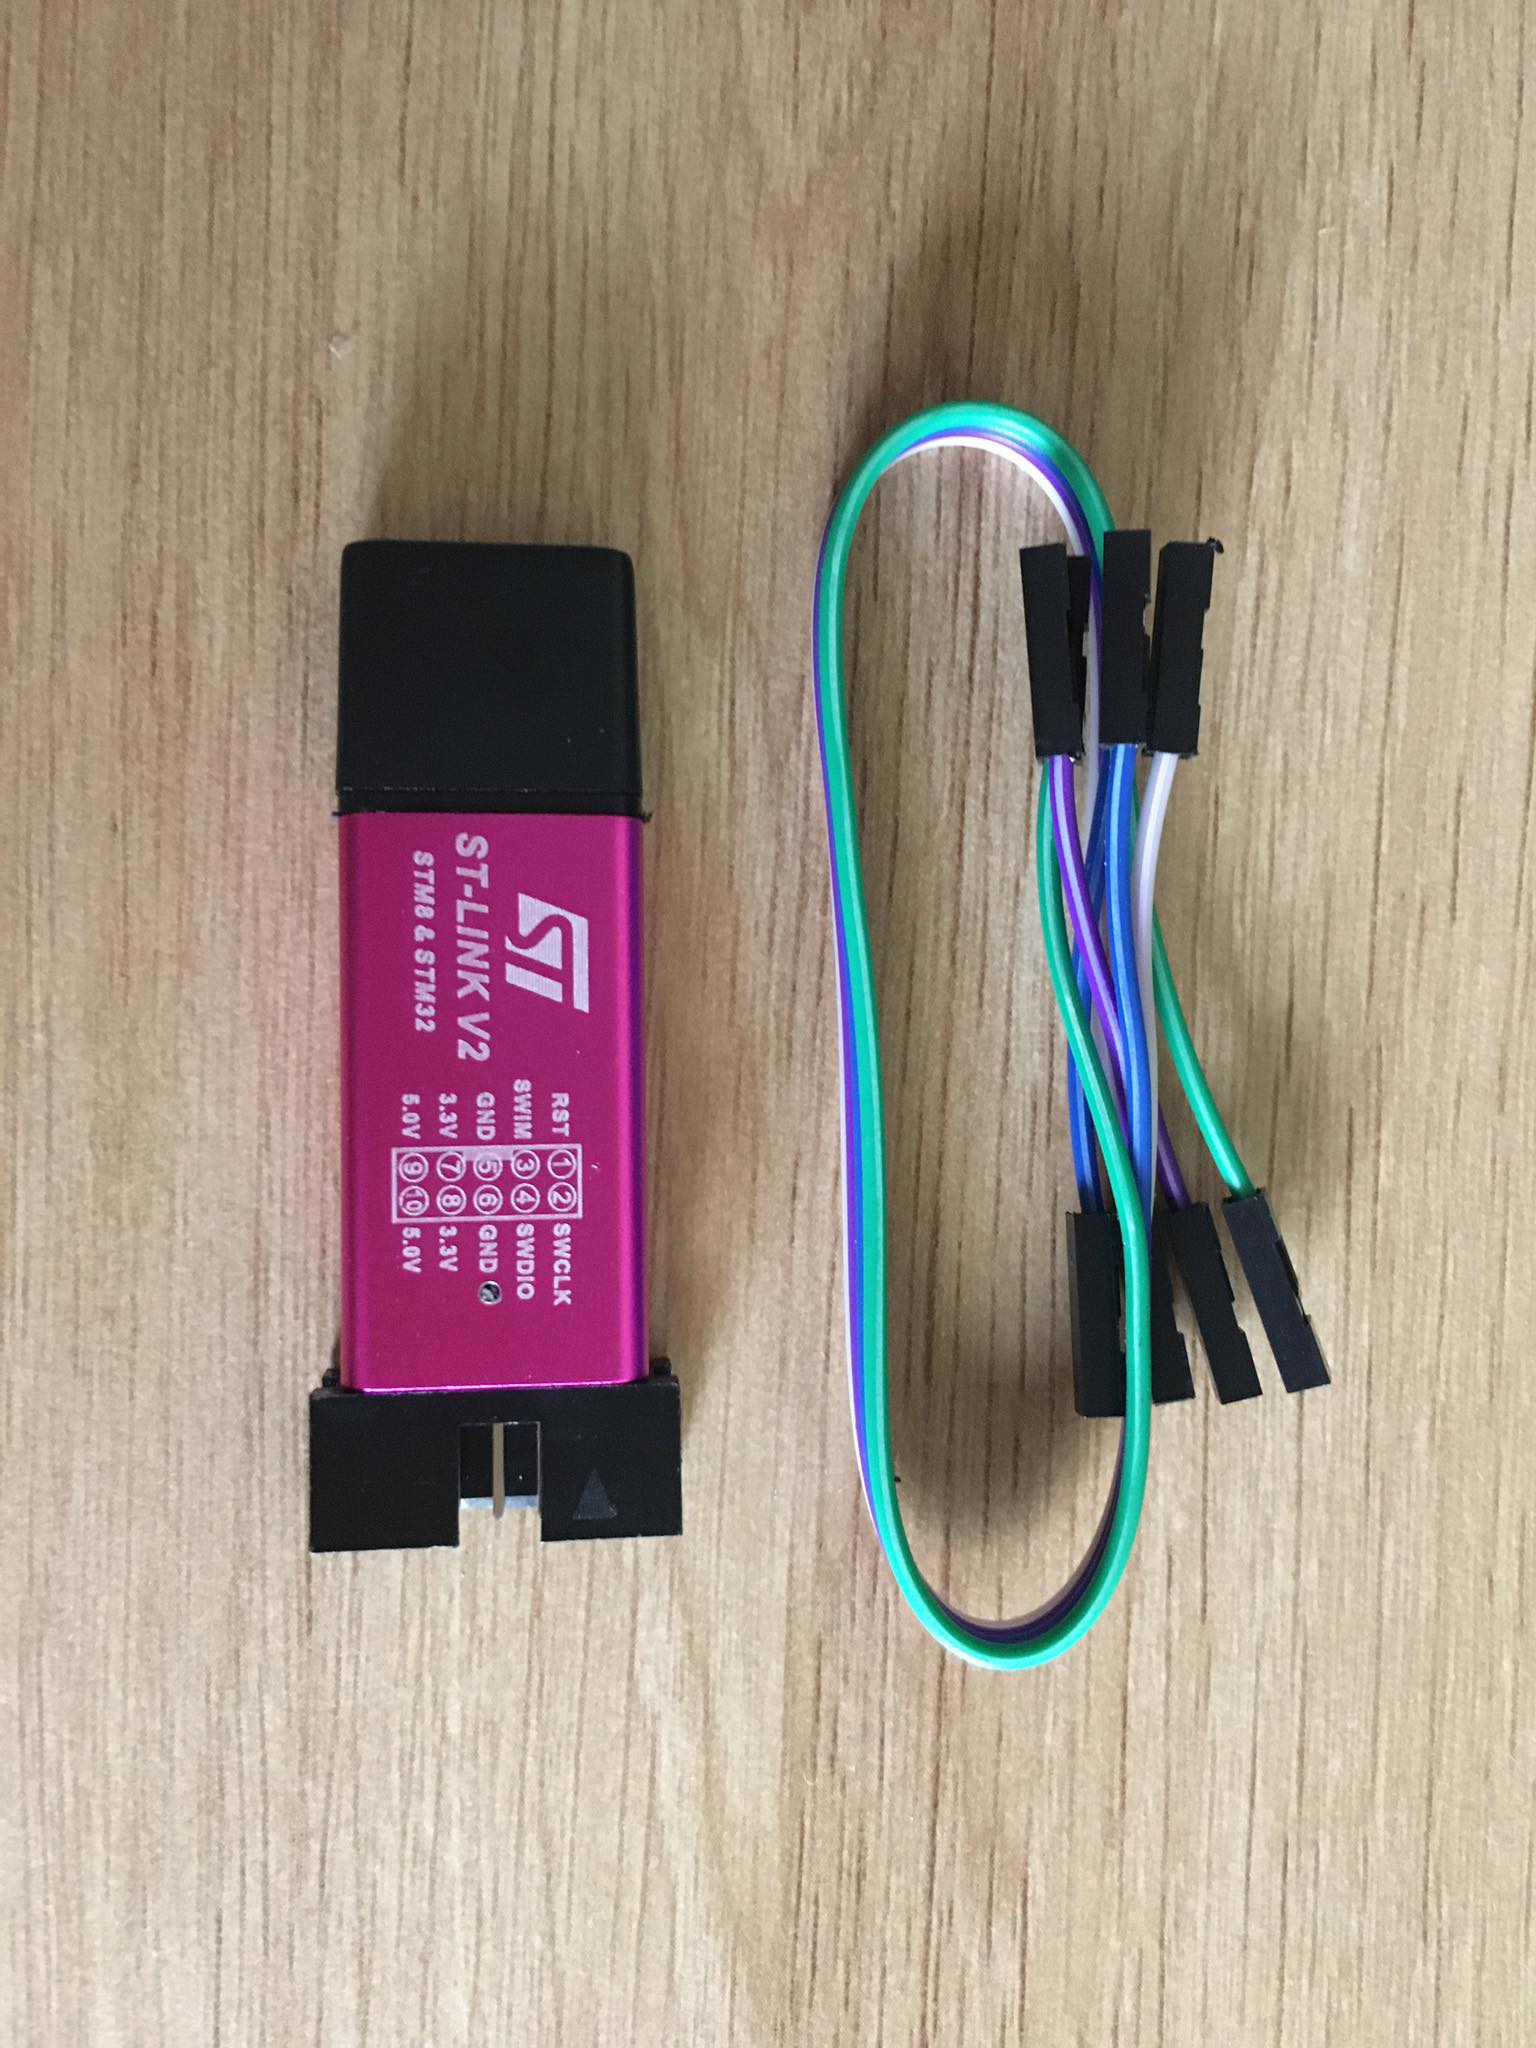 ST
ST-LINK V2
STM8 & STM32
RST 1 2 SWCLK
SWIM 3 4 SWDIO
GND 5 6 GND
3.3V 7 8 3.3V
5.0V 9 10 5.0V